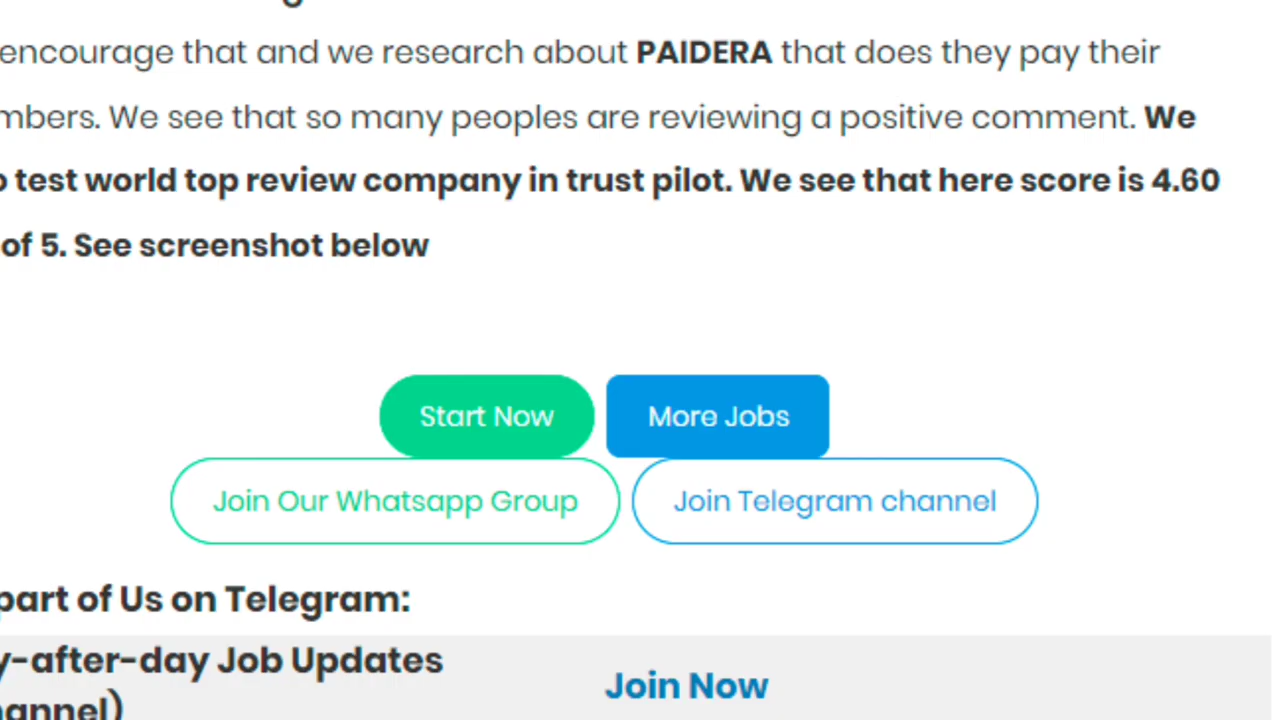 encourage that and we research about PAIDERA that does they pay their
mbers. We see that so many peoples are reviewing a positive comment. We
o test world top review company in trust pilot. We see that here score is 4.60
of 5. See screenshot below
Start Now More Jobs
Join Our Whatsapp Group Join Telegram channel
part of Us on Telegram:
y-after-day Job Updates
Join Now
hannel)